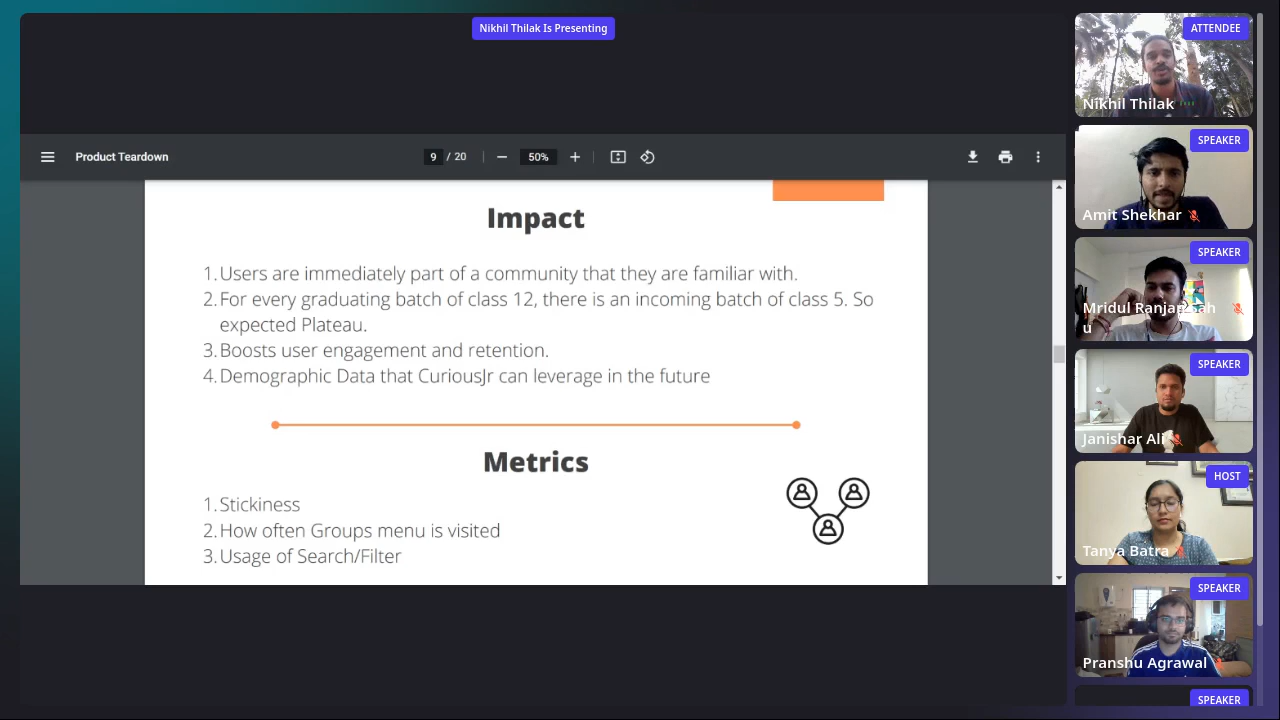 Nikhil Thilak Is Presenting
Product Teardown
9 / 20
50%
Impact
1. Users are immediately part of a community that they are familiar with.
2. For every graduating batch of class 12, there is an incoming batch of class 5. So
expected Plateau.
3. Boosts user engagement and retention.
4. Demographic Data that CuriousJr can leverage in the future
Metrics
1. Stickiness
2. How often Groups menu is visited
3. Usage of Search/Filter
ATTENDEE
Nikhil Thilak
SPEAKER
Amit Shekhar
SPEAKER
Mridul Ranjan Sah
u
SPEAKER
Janishar Ali
HOST
Tanya Batra
SPEAKER
Pranshu Agrawal
SPEAKER